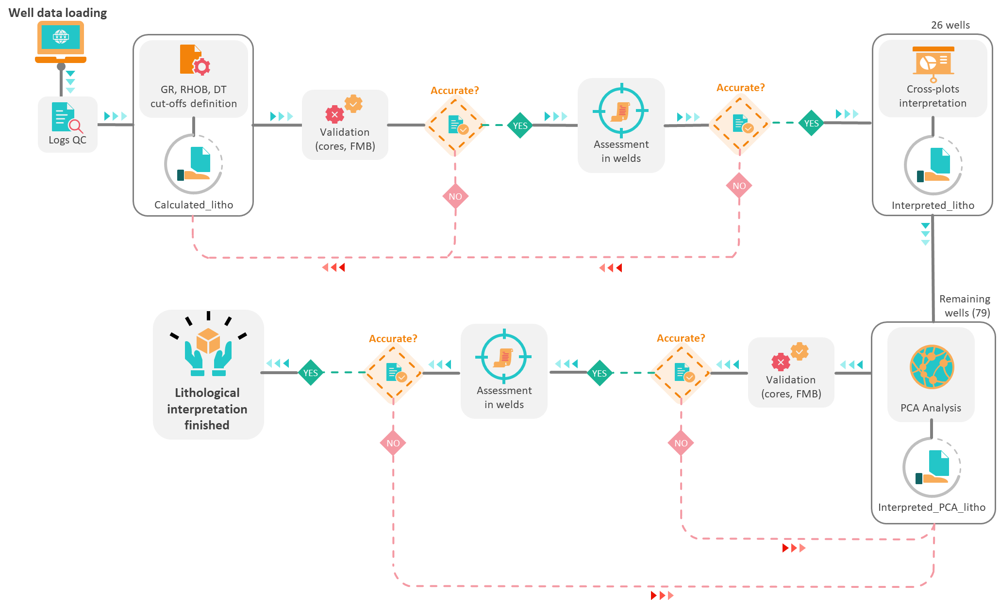 Well data loading
WWW
Logs QC
GR, RHOB, DT
cut-offs definition
Calculated_litho
Validation
(cores, FMB)
Accurate?
YES
NO
Assessment
in welds
Accurate?
YES
NO
26 wells
Cross-plots
interpretation
Interpreted_litho
Remaining
wells (79)
PCA Analysis
Interpreted_PCA_litho
Validation
(cores, FMB)
Accurate?
YES
NO
Assessment
in welds
Accurate?
YES
NO
Lithological
interpretation
finished